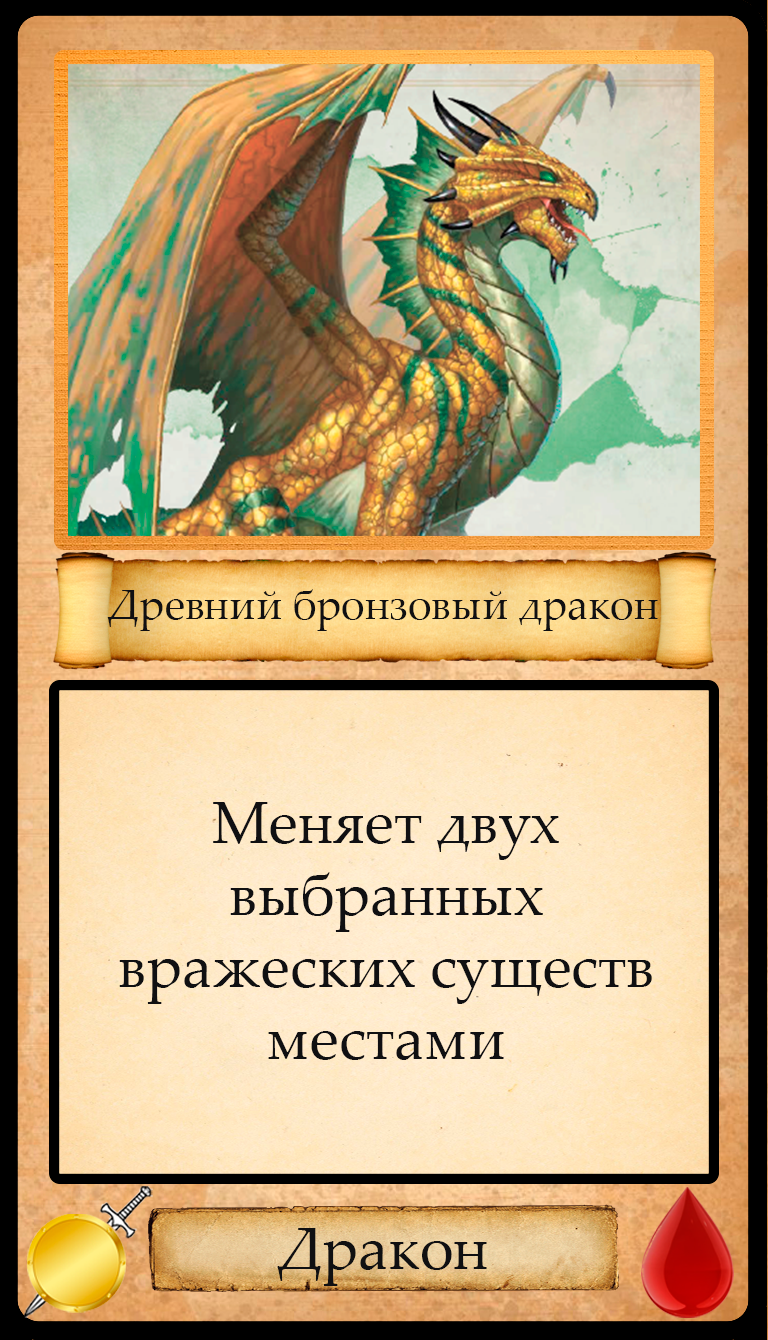 Древний бронзовый дракон
Меняет двух
выбранных
вражеских существ
местами
Дракон